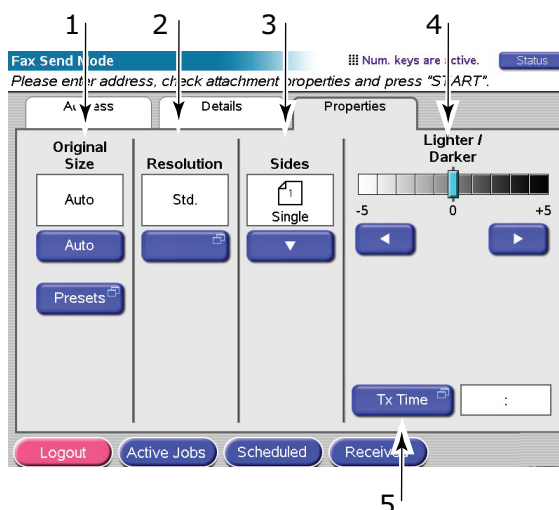 1 2 3 4
Fax Send Mode
Num. keys are active.
Status
Please enter address, check attachment properties and press "START".
Address
Details
Properties
Original
Size
Resolution
Sides
Lighter /
Darker
Auto
Std.
1
Single
-5 0 +5
Auto
Presets
Tx Time
:
Logout
Active Jobs
Scheduled
Received
5